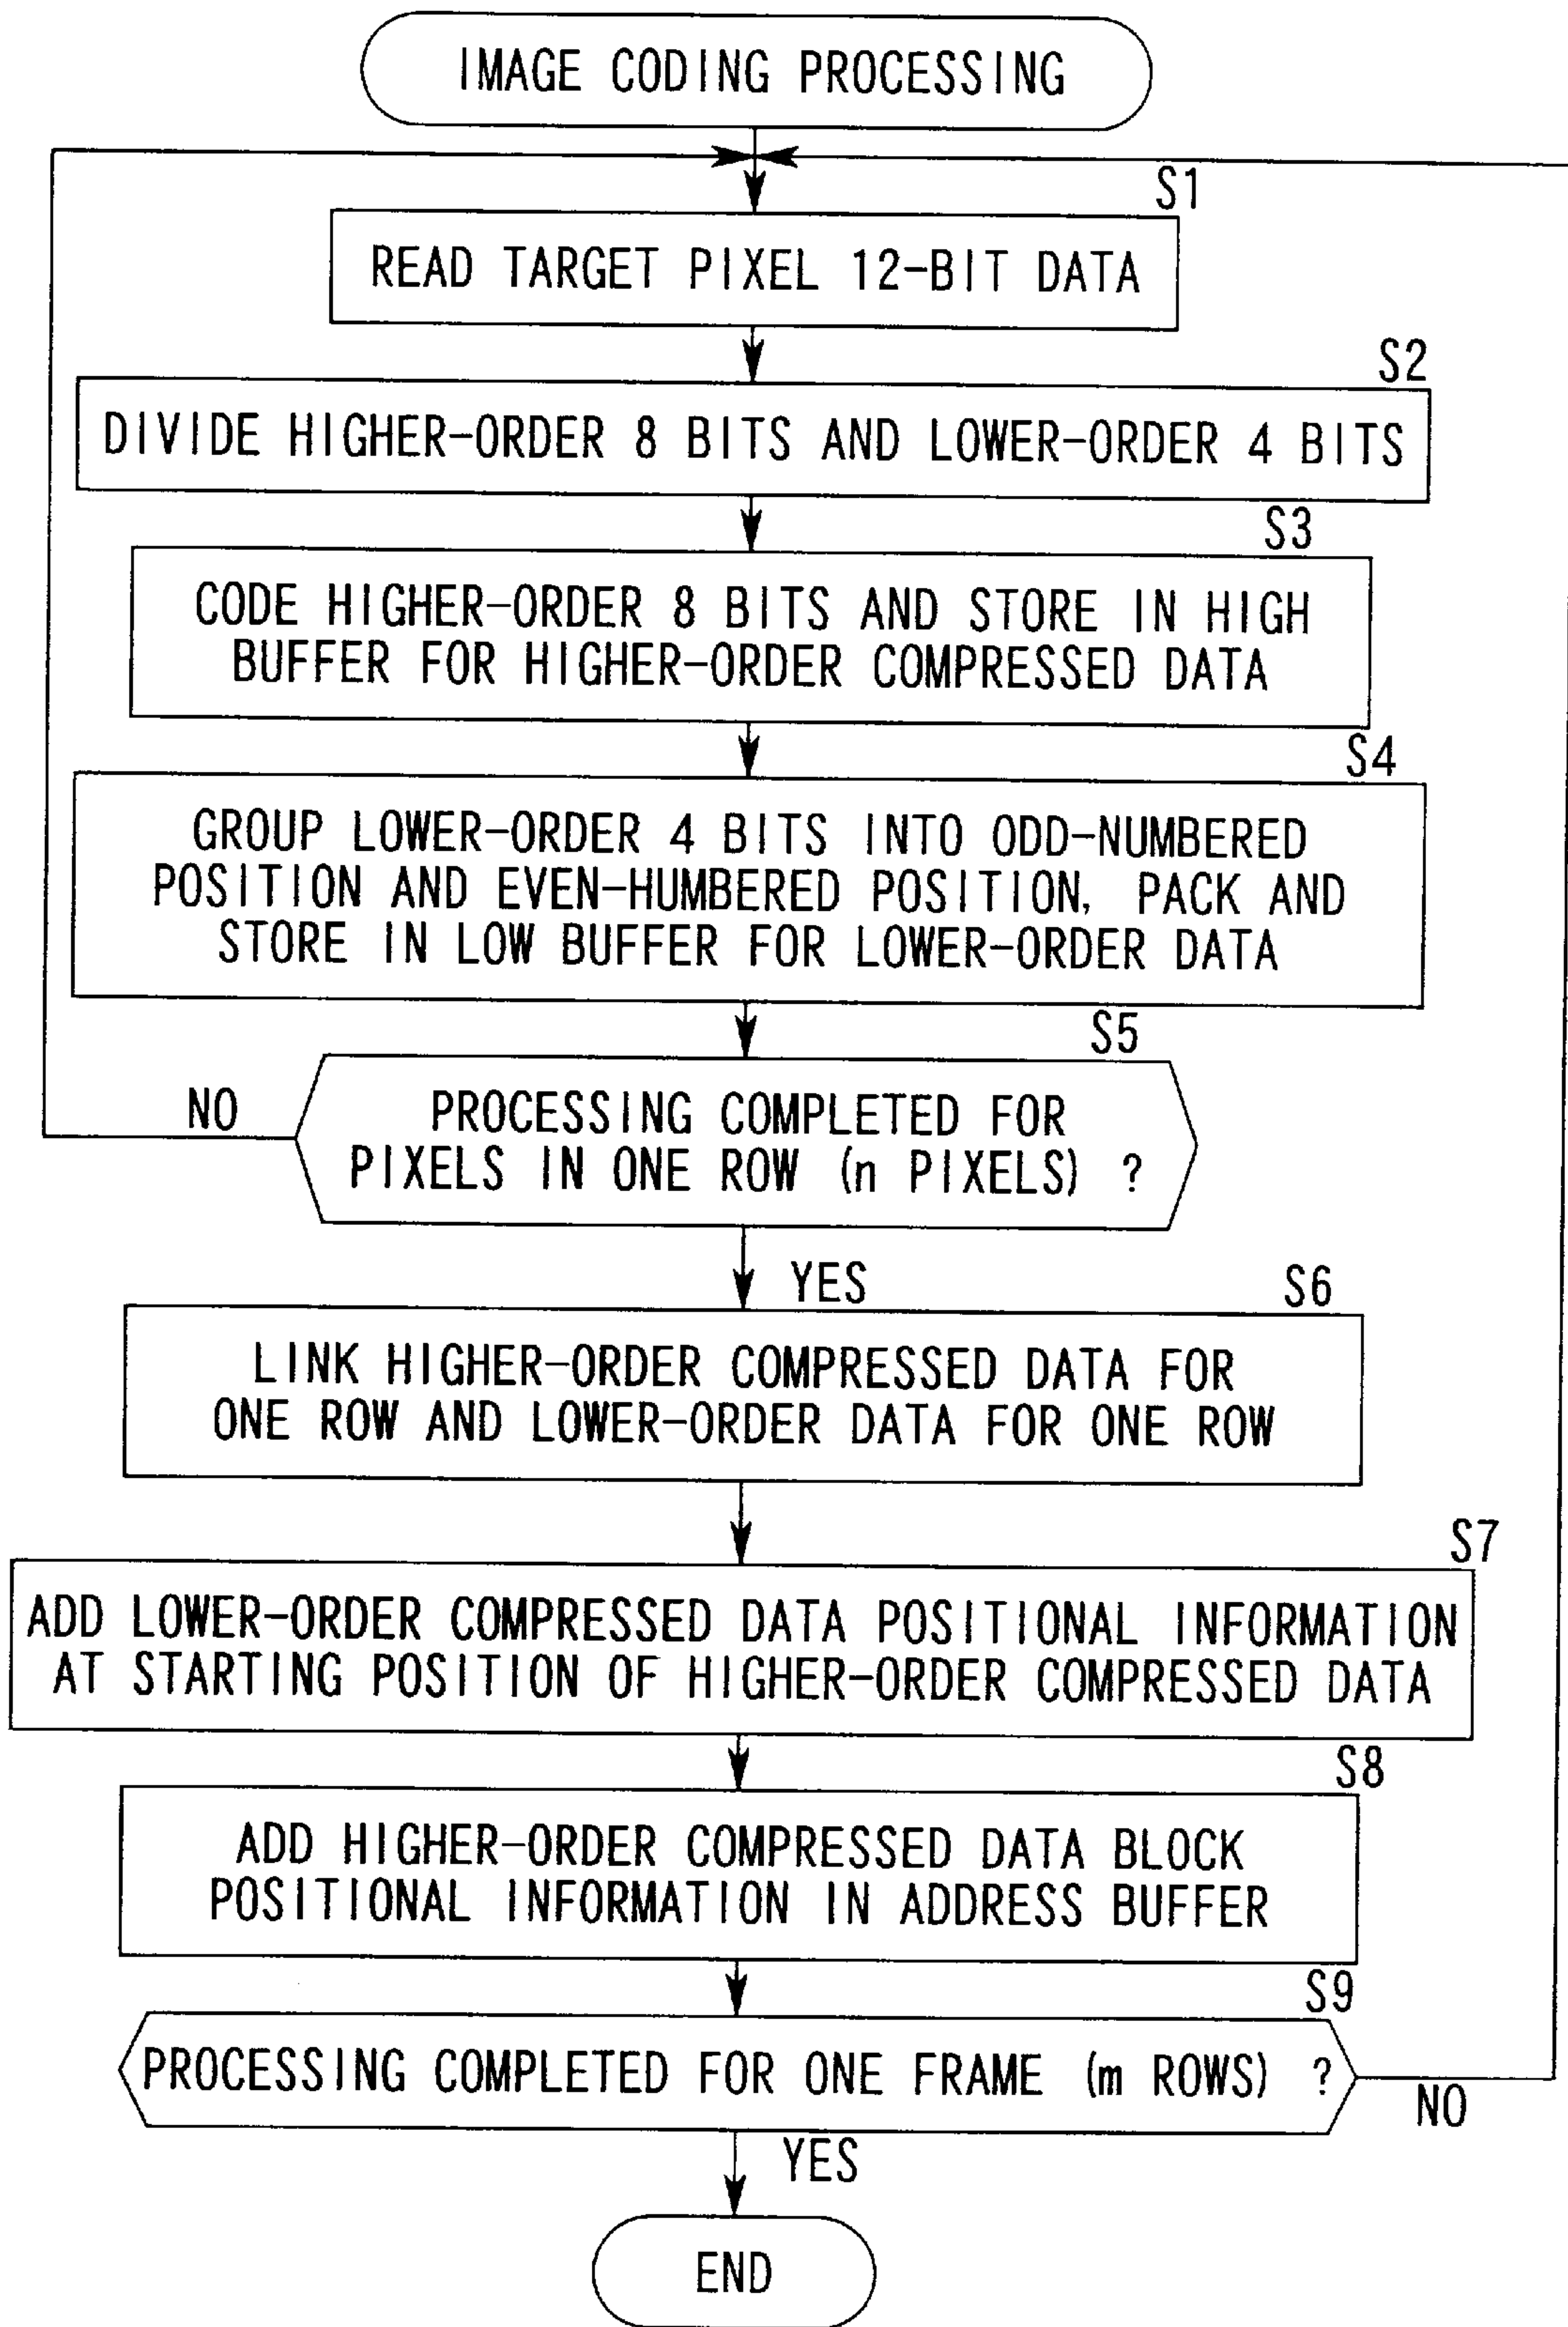 IMAGE CODING PROCESSING
S1
READ TARGET PIXEL 12-BIT DATA
S2
DIVIDE HIGHER-ORDER 8 BITS AND LOWER-ORDER 4 BITS
S3
CODE HIGHER-ORDER 8 BITS AND STORE IN HIGH
BUFFER FOR HIGHER-ORDER COMPRESSED DATA
S4
GROUP LOWER-ORDER 4 BITS INTO ODD-NUMBERED
POSITION AND EVEN-HUMBERED POSITION, PACK AND
STORE IN LOW BUFFER FOR LOWER-ORDER DATA
S5
NO
PROCESSING COMPLETED FOR
PIXELS IN ONE ROW (n PIXELS) ?
YES
S6
LINK HIGHER-ORDER COMPRESSED DATA FOR
ONE ROW AND LOWER-ORDER DATA FOR ONE ROW
S7
ADD LOWER-ORDER COMPRESSED DATA POSITIONAL INFORMATION
AT STARTING POSITION OF HIGHER-ORDER COMPRESSED DATA
S8
ADD HIGHER-ORDER COMPRESSED DATA BLOCK
POSITIONAL INFORMATION IN ADDRESS BUFFER
S9
PROCESSING COMPLETED FOR ONE FRAME (m ROWS) ?
NO
YES
END